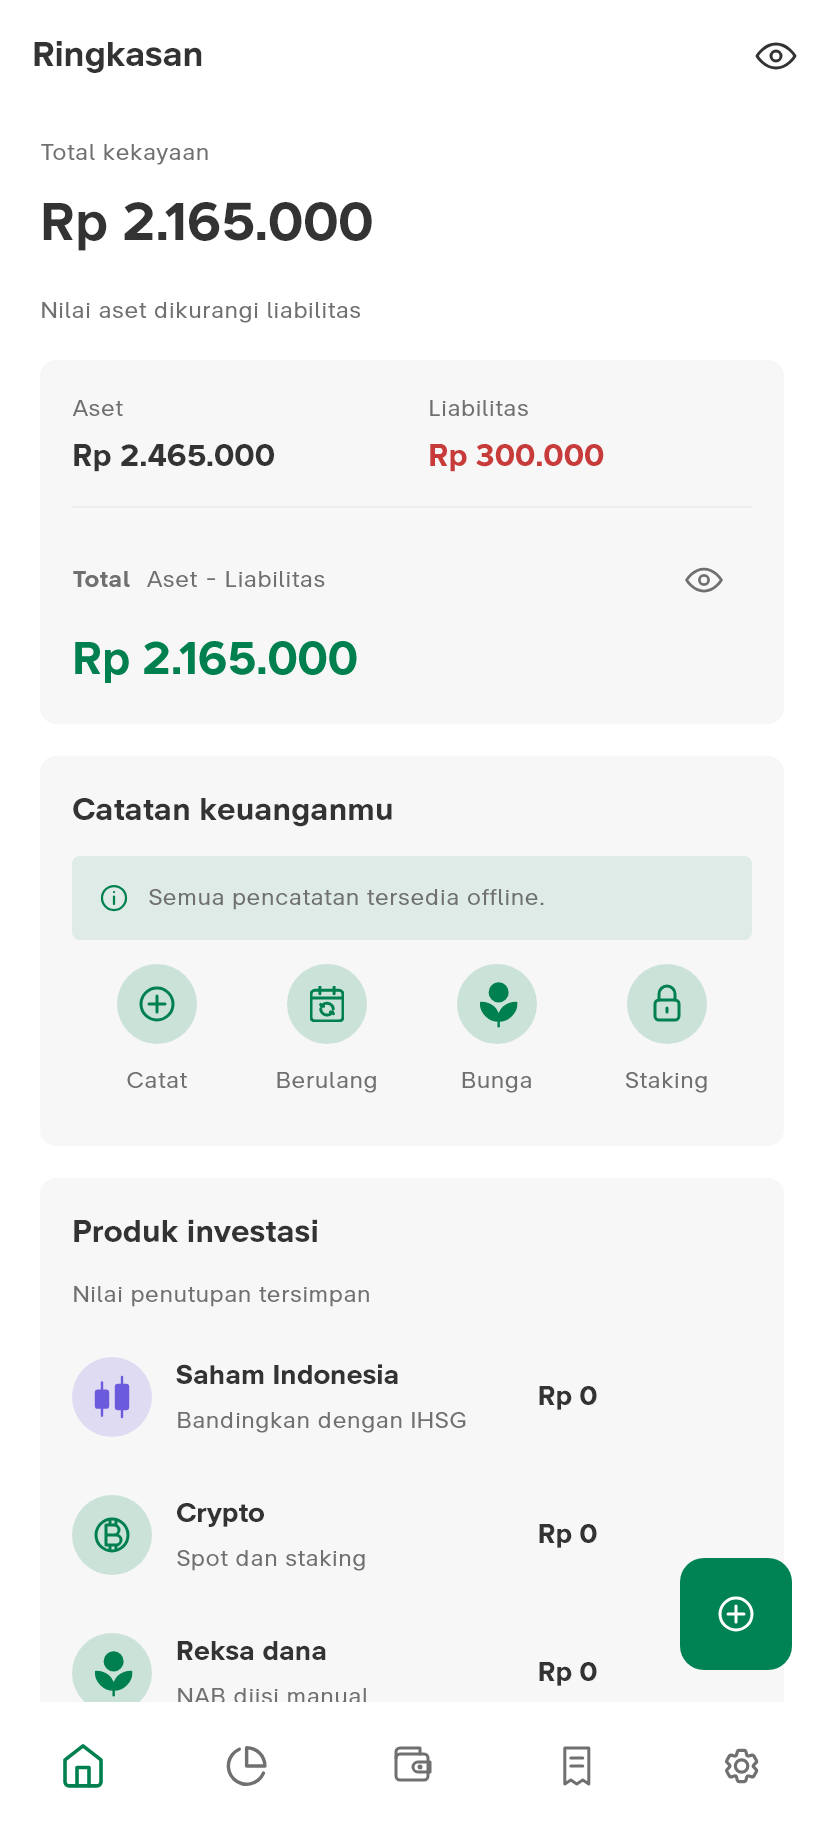 Ringkasan
Total kekayaan
Rp 2.165.000
Nilai aset dikurangi liabilitas
Aset
Liabilitas
Rp 2.465.000
Rp 300.000
Total Aset - Liabilitas
Rp 2.165.000
Catatan keuanganmu
Semua pencatatan tersedia offline.
Catat
Berulang
Bunga
Staking
Produk investasi
Nilai penutupan tersimpan
Saham Indonesia
Bandingkan dengan IHSG
Rp 0
Crypto
Spot dan staking
Rp 0
Reksa dana
NAB diisi manual
Rp 0